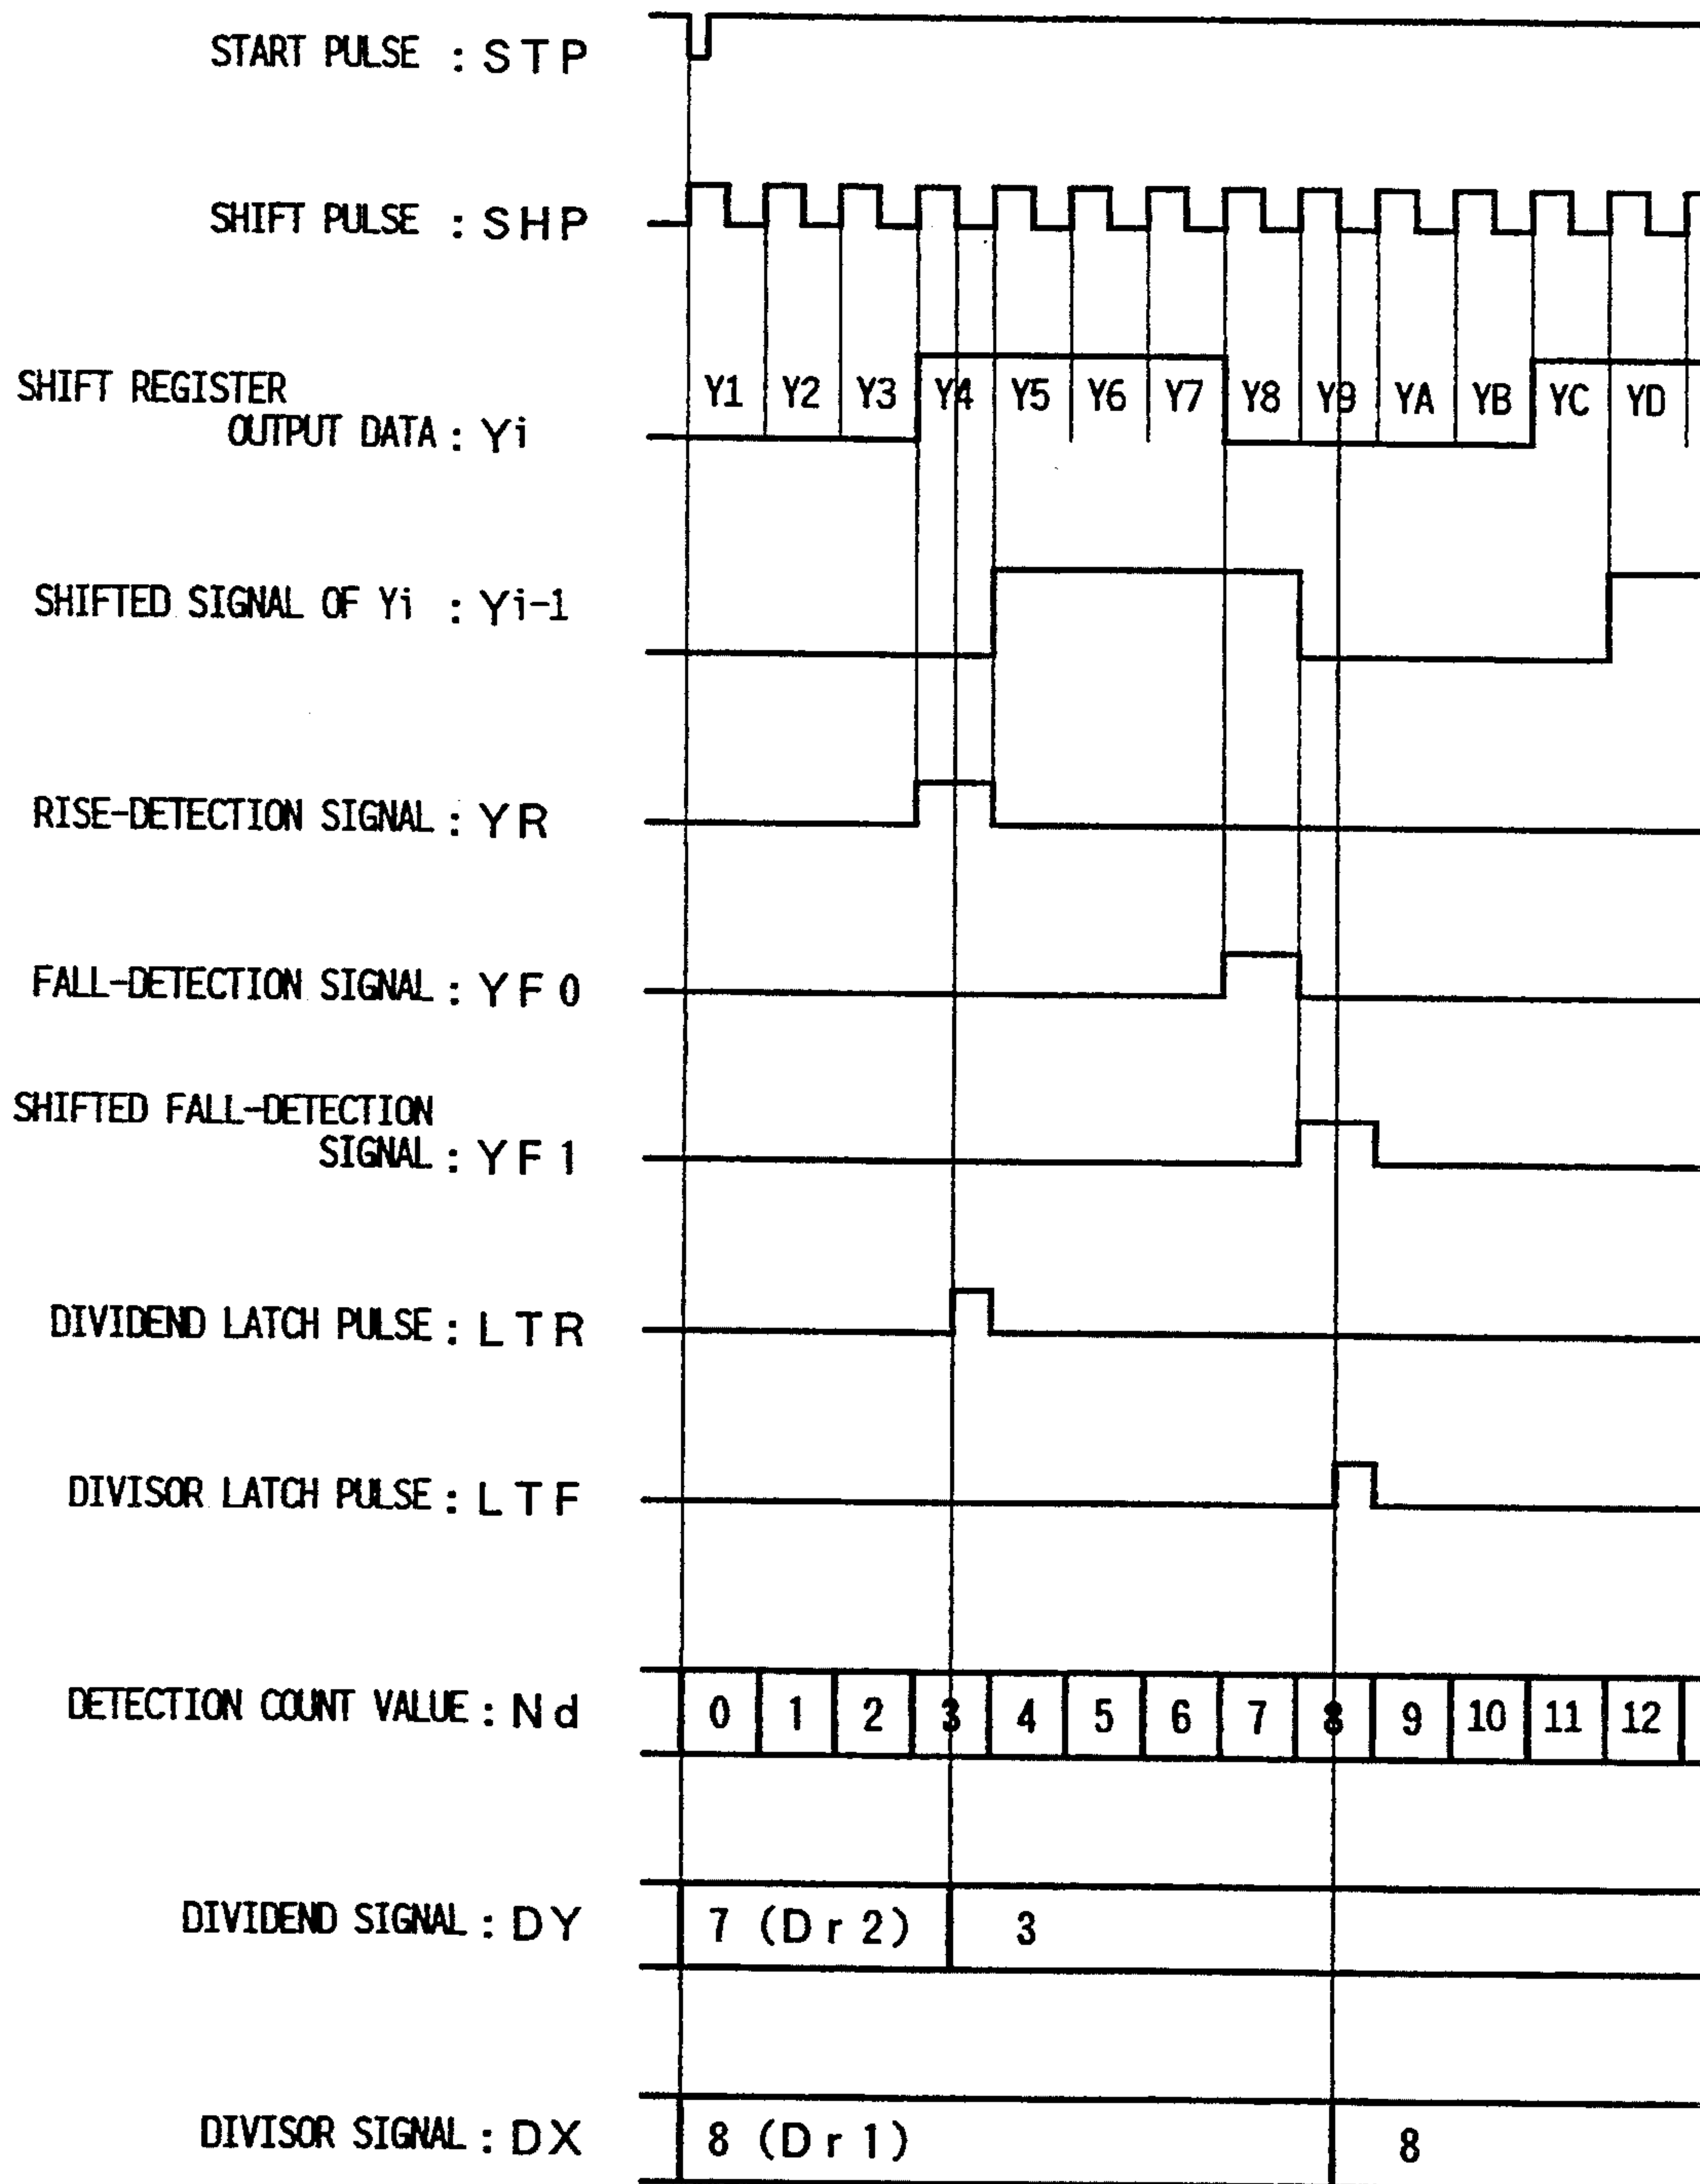 START PULSE : STP
SHIFT PULSE : SHP
SHIFT REGISTER
OUTPUT DATA : Yi
Y1 Y2 Y3 Y4 Y5 Y6 Y7 Y8 Y9 YA YB YC YD
SHIFTED SIGNAL OF Yi : Yi-1
RISE-DETECTION SIGNAL : YR
FALL-DETECTION SIGNAL : YF0
SHIFTED FALL-DETECTION
SIGNAL : YF1
DIVIDEND LATCH PULSE : LTR
DIVISOR LATCH PULSE : LTF
DETECTION COUNT VALUE : Nd 0 1 2 3 4 5 6 7 8 9 10 11 12
DIVIDEND SIGNAL : DY 7 (Dr2) 3
DIVISOR SIGNAL : DX 8 (Dr1) 8